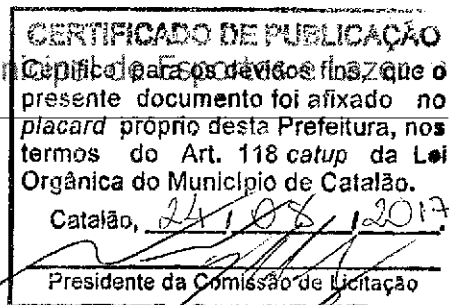 CERTIFICADO DE PUBLICAÇÃO
Certifico para os devidos fins, que o
presente documento foi afixado no
placard próprio desta Prefeitura, nos
termos do Art. 118 catup da Lei
Orgânica do Município de Catalão.
Catalão, 24 / 08 / 2017
Presidente da Comissão de Licitação